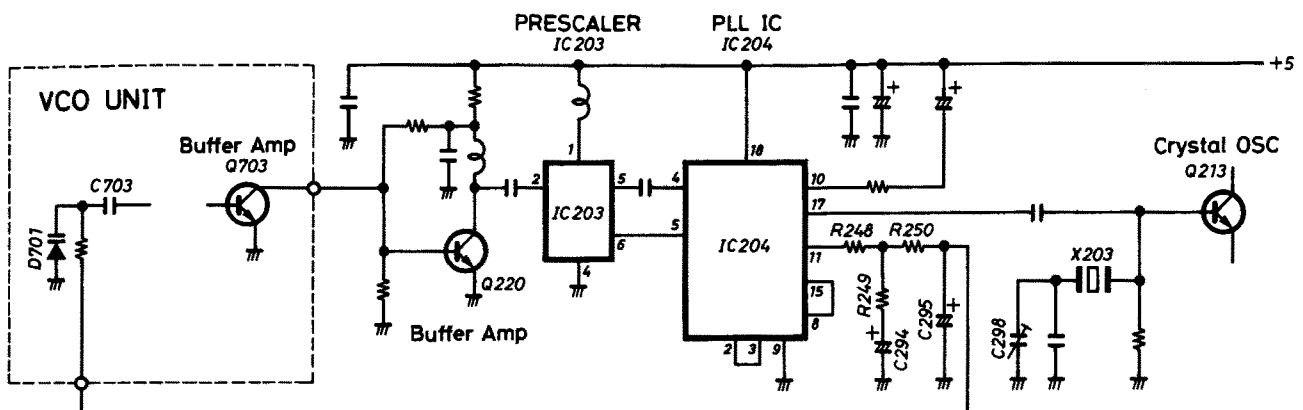 PRESCALER
IC203
PLL IC
IC204
+5
VCO UNIT
Buffer Amp
Q703
C703
D701
1
2
5
6
4
IC203
Q220
Buffer Amp
18
4
5
IC204
10
17
11
15
8
2
3
9
R248
R250
R249
C294
C295
+
+
+
+
Crystal OSC
Q213
X203
C298